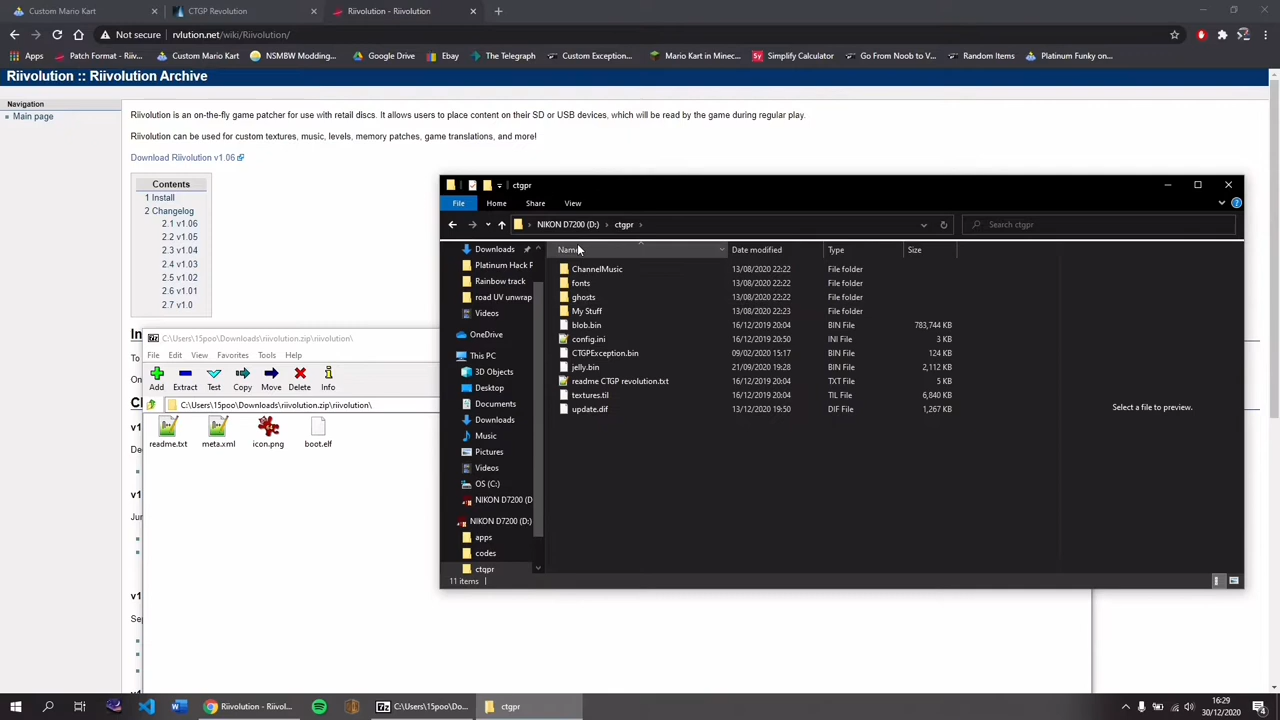 Custom Mario Kart
CTGP Revolution
Riivolution - Riivolution
Not secure
rvlution.net/wiki/Riivolution/
Apps
Patch Format - Riiv...
Custom Mario Kart
NSMBW Modding...
Google Drive
Ebay
The Telegraph
Custom Exception...
Mario Kart in Minec...
Simplify Calculator
Go From Noob to V...
Random Items
Platinum Funky on...
Riivolution :: Riivolution Archive
Navigation
Main page
Riivolution is an on-the-fly game patcher for use with retail discs. It allows users to place content on their SD or USB devices, which will be read by the game during regular play.
Riivolution can be used for custom textures, music, levels, memory patches, game translations, and more!
Download Riivolution v1.06
Contents
1 Install
2 Changelog
2.1 v1.06
2.2 v1.05
2.3 v1.04
2.4 v1.03
2.5 v1.02
2.6 v1.01
2.7 v1.0
C:\Users\15poo\Downloads\riivolution.zip\riivolution\
File Edit View Favorites Tools Help
Add Extract Test Copy Move Delete Info
C:\Users\15poo\Downloads\riivolution.zip\riivolution\
readme.txt meta.xml icon.png boot.elf
ctgpr
File Home Share View
NIKON D7200 (D:) ctgpr
Search ctgpr
Downloads
Platinum Hack F
Rainbow track
road UV unwrap
Videos
OneDrive
This PC
3D Objects
Desktop
Documents
Downloads
Music
Pictures
Videos
OS (C:)
NIKON D7200 (D
NIKON D7200 (D:)
apps
codes
ctgpr
Name Date modified Type Size
ChannelMusic 13/08/2020 22:22 File folder
fonts 13/08/2020 22:22 File folder
ghosts 13/08/2020 22:22 File folder
My Stuff 13/08/2020 22:23 File folder
blob.bin 16/12/2019 20:04 BIN File 783,744 KB
config.ini 16/12/2019 20:50 INI File 3 KB
CTGPException.bin 09/02/2020 15:17 BIN File 124 KB
jelly.bin 21/09/2020 19:28 BIN File 2,112 KB
readme CTGP revolution.txt 16/12/2019 20:04 TXT File 5 KB
textures.til 16/12/2019 20:04 TIL File 6,840 KB
update.dif 13/12/2020 19:50 DIF File 1,267 KB
Select a file to preview.
11 items
Riivolution - Rivol...
C:\Users\15poo\Do...
ctgpr
16:29
30/12/2020